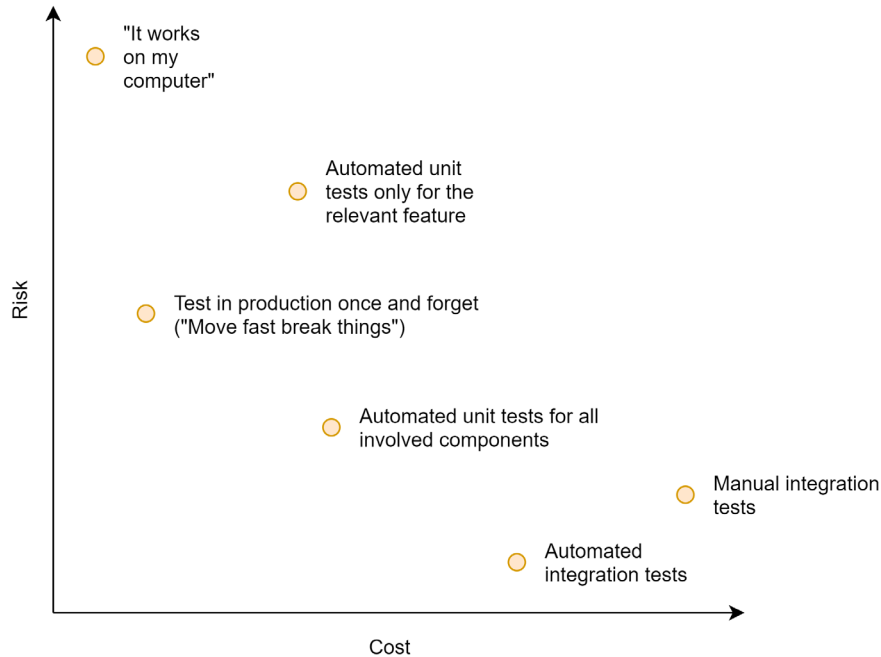 "It works
on my
computer"
Automated unit
tests only for the
relevant feature
Risk
Test in production once and forget
("Move fast break things")
Automated unit tests for all
involved components
Manual integration
tests
Automated
integration tests
Cost